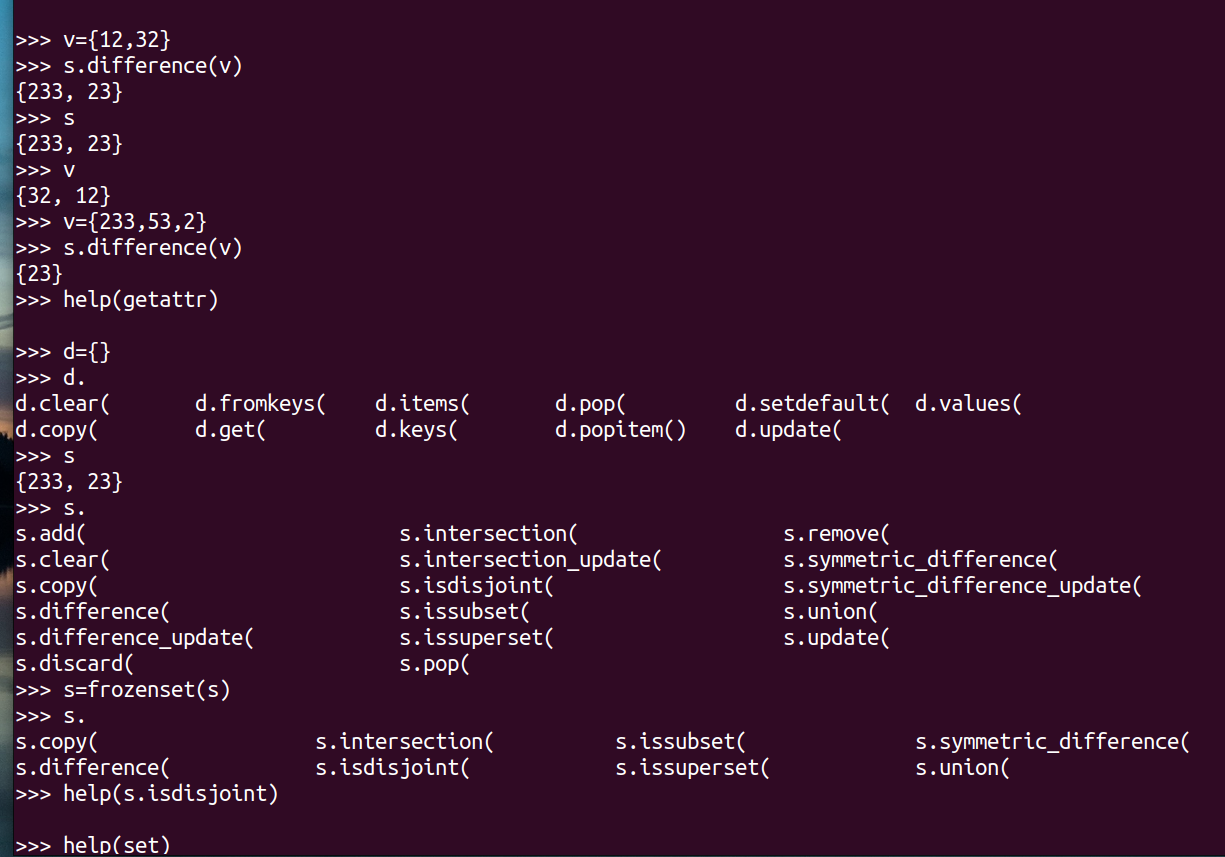 >>> v={12,32}
>>> s.difference(v)
{233, 23}
>>> s
{233, 23}
>>> v
{32, 12}
>>> v={233,53,2}
>>> s.difference(v)
{23}
>>> help(getattr)
>>> d={}
>>> d.
d.clear(       d.fromkeys(    d.items(       d.pop(         d.setdefault(  d.values(
d.copy(        d.get(         d.keys(        d.popitem()    d.update(
>>> s
{233, 23}
>>> s.
s.add(                          s.intersection(                 s.remove(
s.clear(                        s.intersection_update(          s.symmetric_difference(
s.copy(                         s.isdisjoint(                   s.symmetric_difference_update(
s.difference(                   s.issubset(                     s.union(
s.difference_update(            s.issuperset(                   s.update(
s.discard(                      s.pop(
>>> s=frozenset(s)
>>> s.
s.copy(                  s.intersection(          s.issubset(              s.symmetric_difference(
s.difference(            s.isdisjoint(            s.issuperset(            s.union(
>>> help(s.isdisjoint)
>>> help(set)